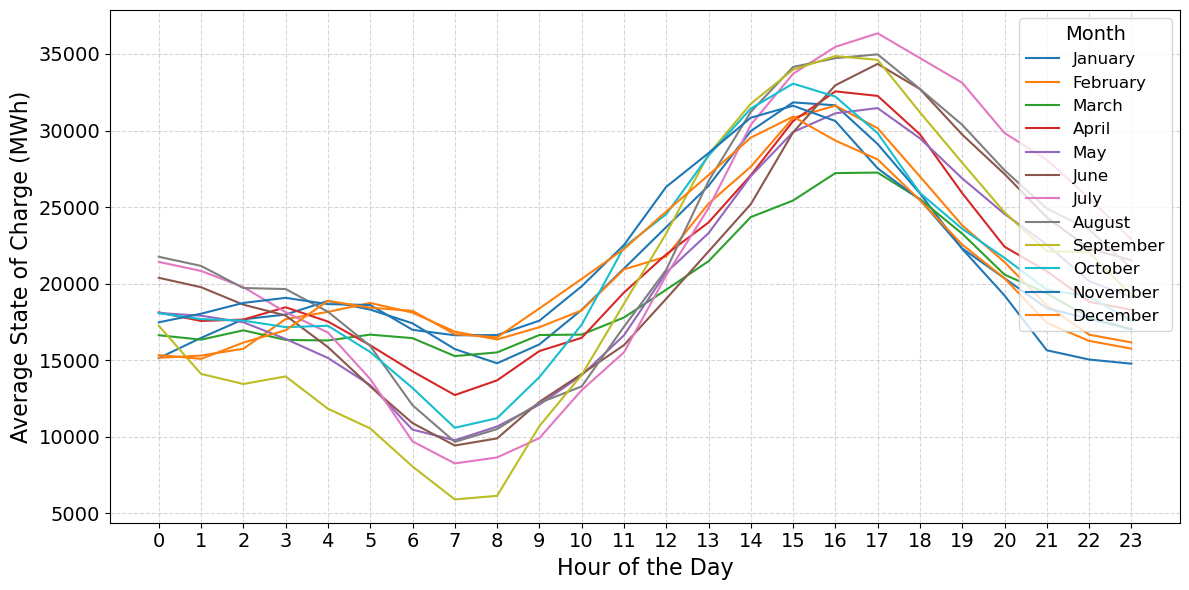 Average State of Charge (MWh)
35000
30000
25000
20000
15000
10000
5000
Month
January
February
March
April
May
June
July
August
September
October
November
December
0 1 2 3 4 5 6 7 8 9 10 11 12 13 14 15 16 17 18 19 20 21 22 23
Hour of the Day